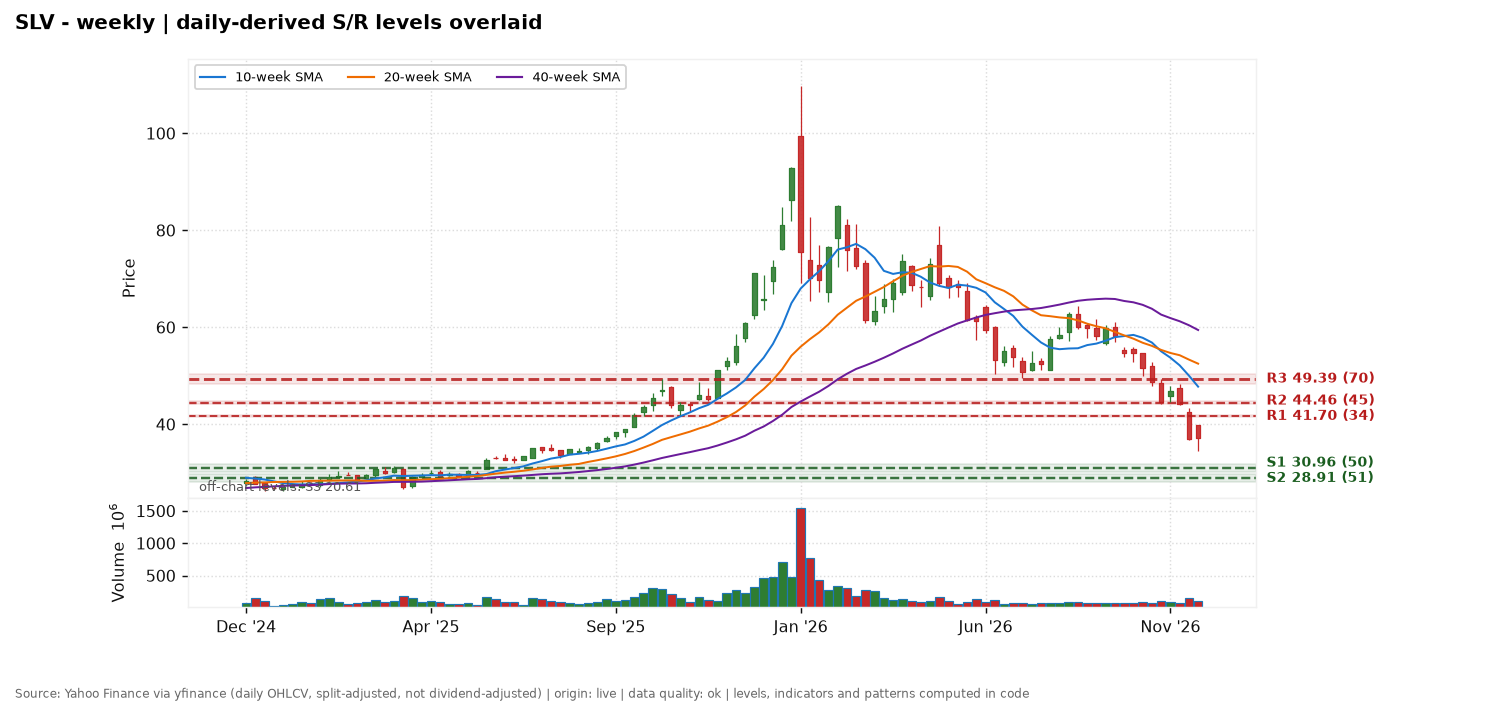 SLV - weekly | daily-derived S/R levels overlaid
10-week SMA
20-week SMA
40-week SMA
Price
100
80
60
40
R3 49.39 (70)
R2 44.46 (45)
R1 41.70 (34)
S1 30.96 (50)
S2 28.91 (51)
off-chart levels: S3 20.61
Volume 10⁶
1500
1000
500
Dec '24
Apr '25
Sep '25
Jan '26
Jun '26
Nov '26
Source: Yahoo Finance via yfinance (daily OHLCV, split-adjusted, not dividend-adjusted) | origin: live | data quality: ok | levels, indicators and patterns computed in code